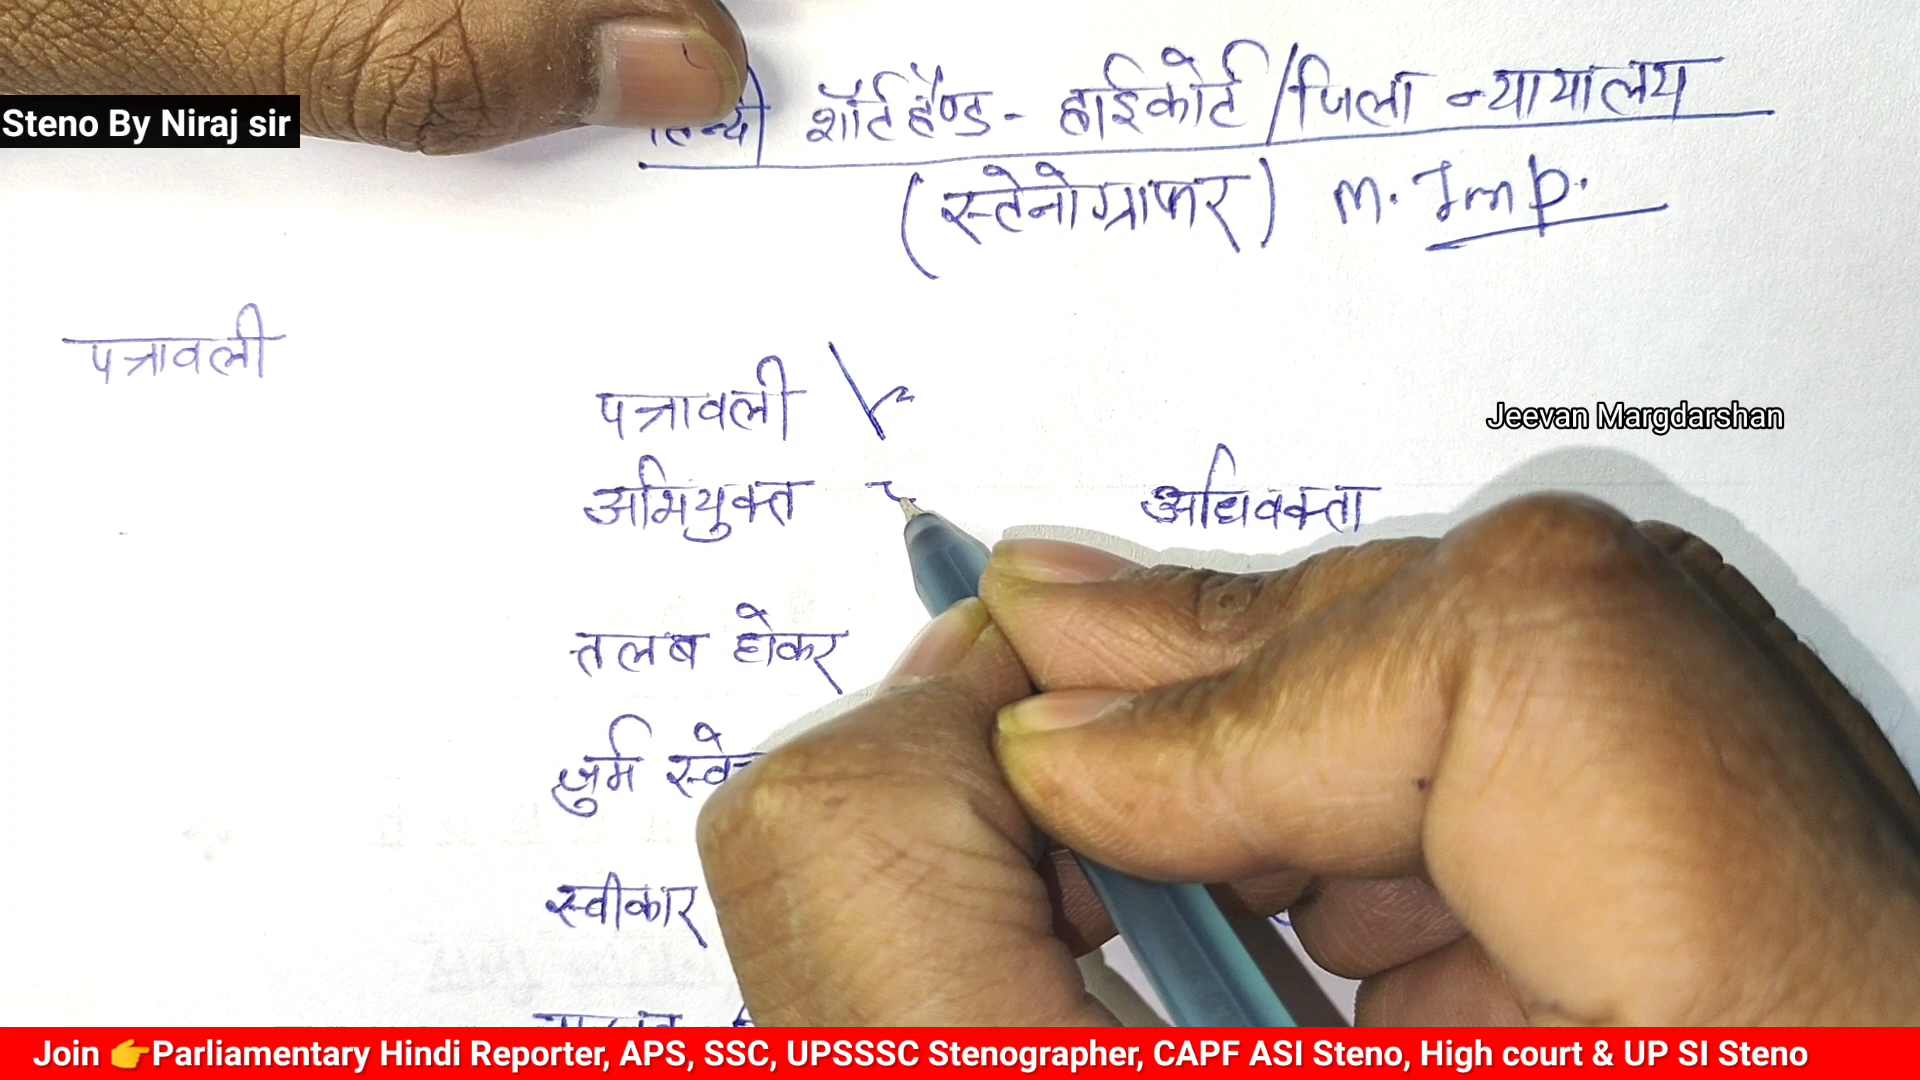 Steno By Niraj sir
शॉर्टहैण्ड - हाईकोर्ट/जिला न्यायालय
(स्टेनोग्राफर) m. Imp.
पत्रावली
पत्रावली
Jeevan Margdarshan
अभियुक्त अधिवक्ता
तलब होकर
जुर्म
स्वीकार
Join 👉Parliamentary Hindi Reporter, APS, SSC, UPSSSC Stenographer, CAPF ASI Steno, High court & UP SI Steno